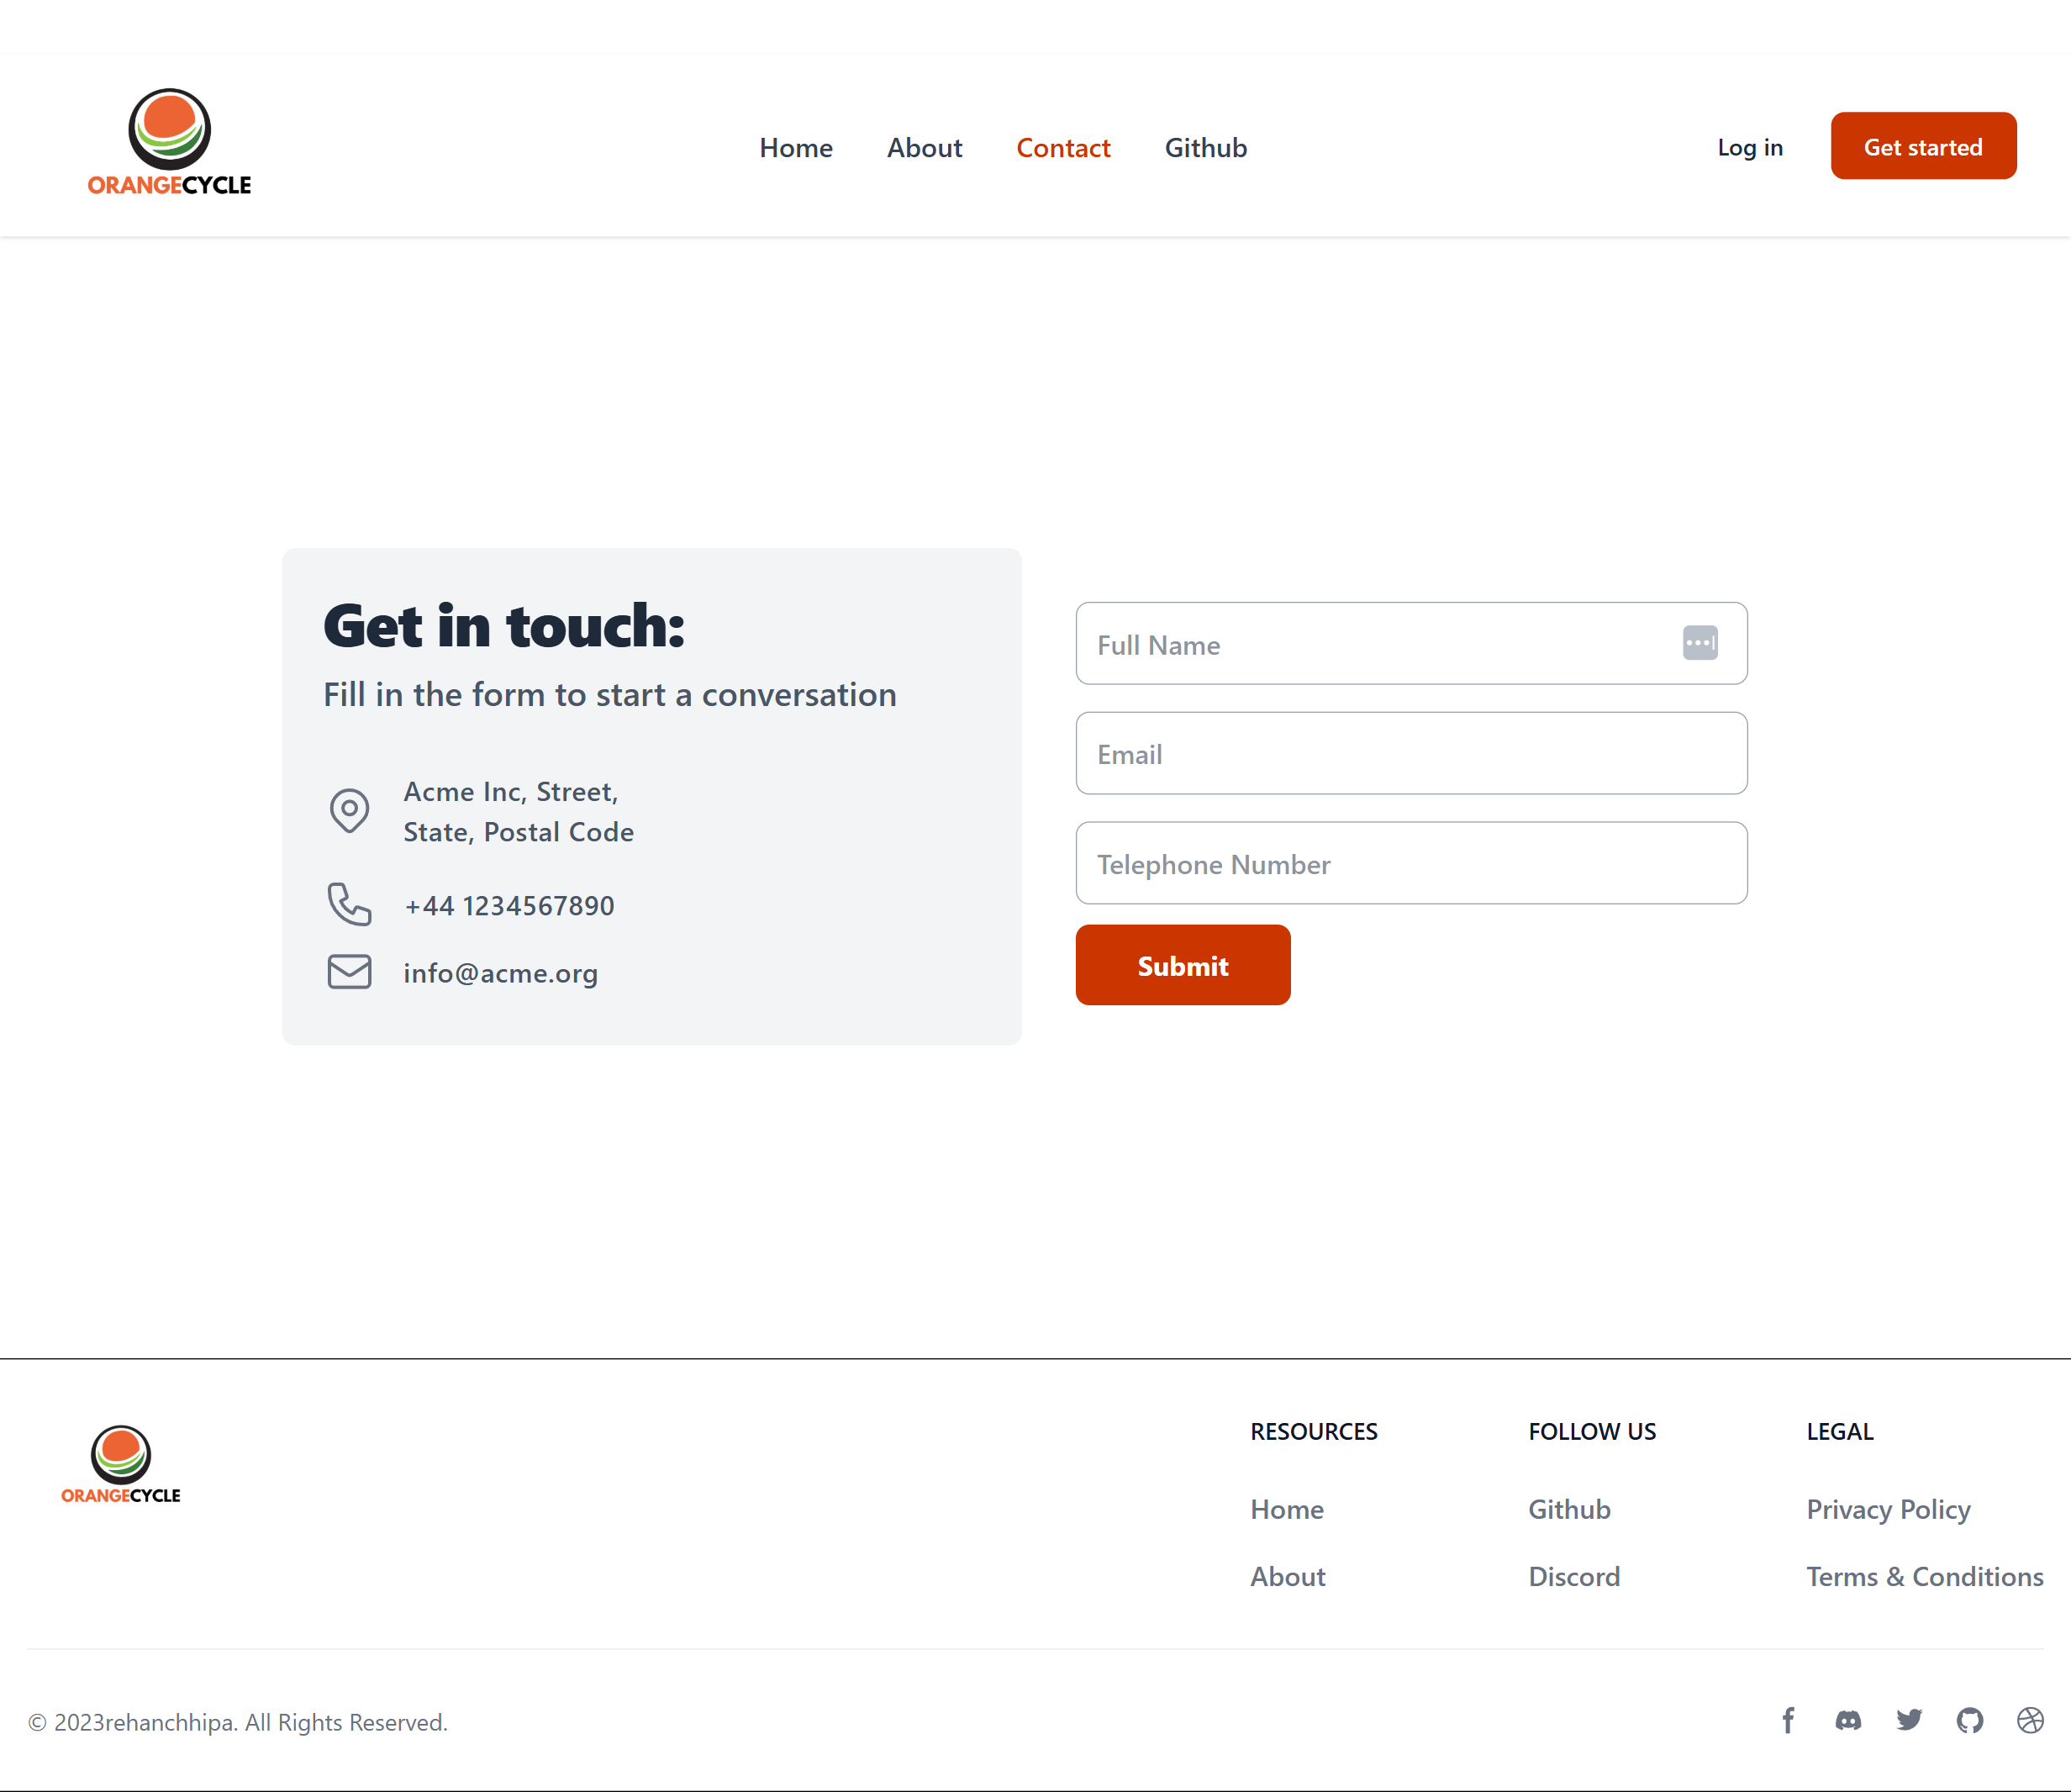 ORANGECYCLE
Home About Contact Github
Log in
Get started
Get in touch:
Fill in the form to start a conversation
Acme Inc, Street,
State, Postal Code
+44 1234567890
info@acme.org
Full Name
Email
Telephone Number
Submit
ORANGECYCLE
RESOURCES
Home
About
FOLLOW US
Github
Discord
LEGAL
Privacy Policy
Terms & Conditions
© 2023rehanchhipa. All Rights Reserved.